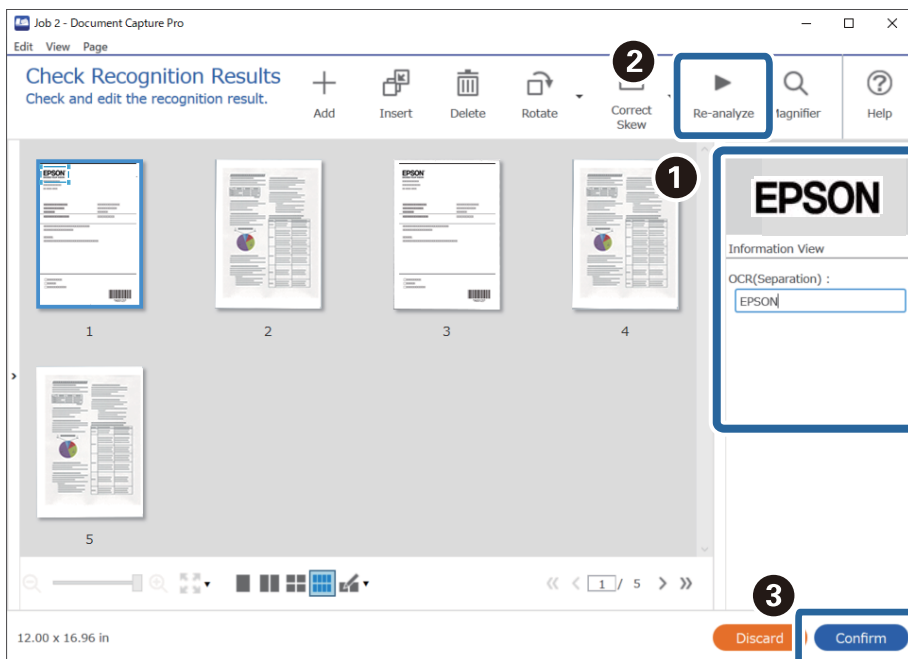 Job 2 - Document Capture Pro
Edit View Page
Check Recognition Results
Check and edit the recognition result.
Add
Insert
Delete
Rotate
Correct Skew
Re-analyze
Magnifier
Help
2
1
EPSON
EPSON
EPSON
Information View
OCR(Separation) :
EPSON
1
2
3
4
5
1 / 5
3
12.00 x 16.96 in
Discard
Confirm